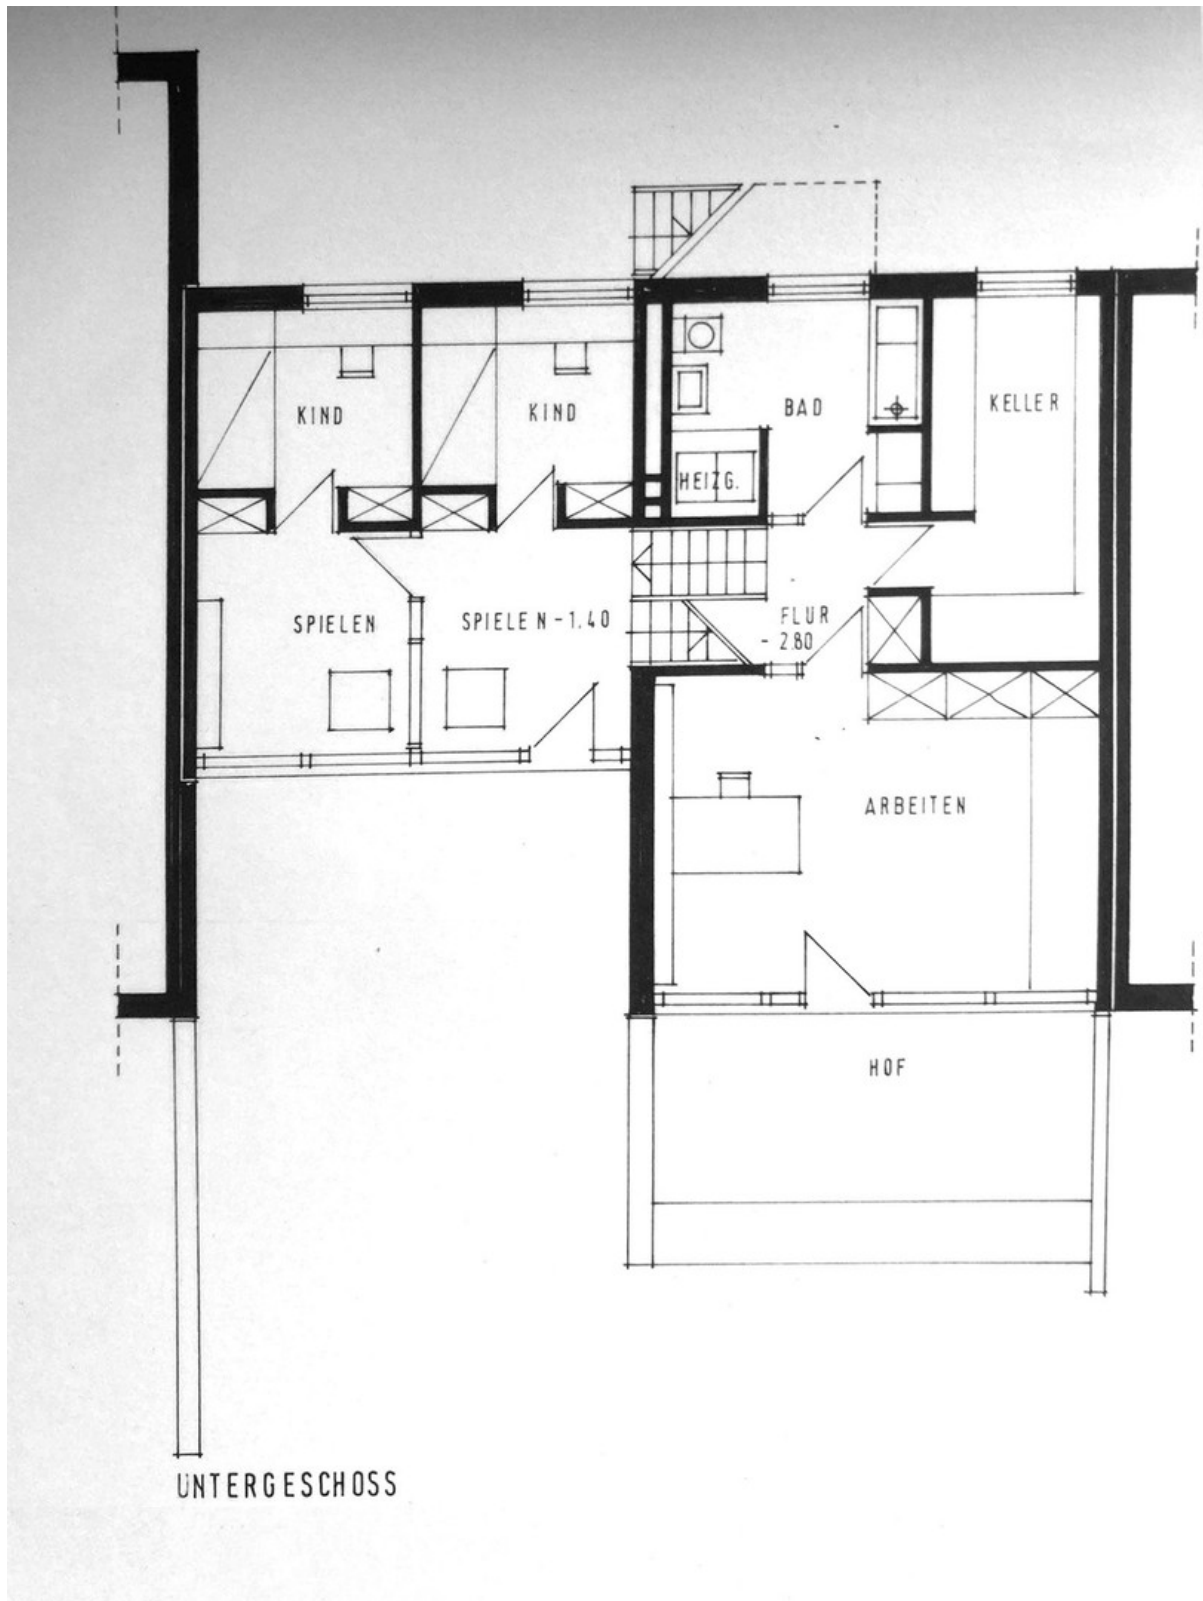 KIND
KIND
BAD
KELLER
HEIZG.
SPIELEN
SPIELEN -1.40
FLUR
- 2.80
ARBEITEN
HOF
UNTERGESCHOSS